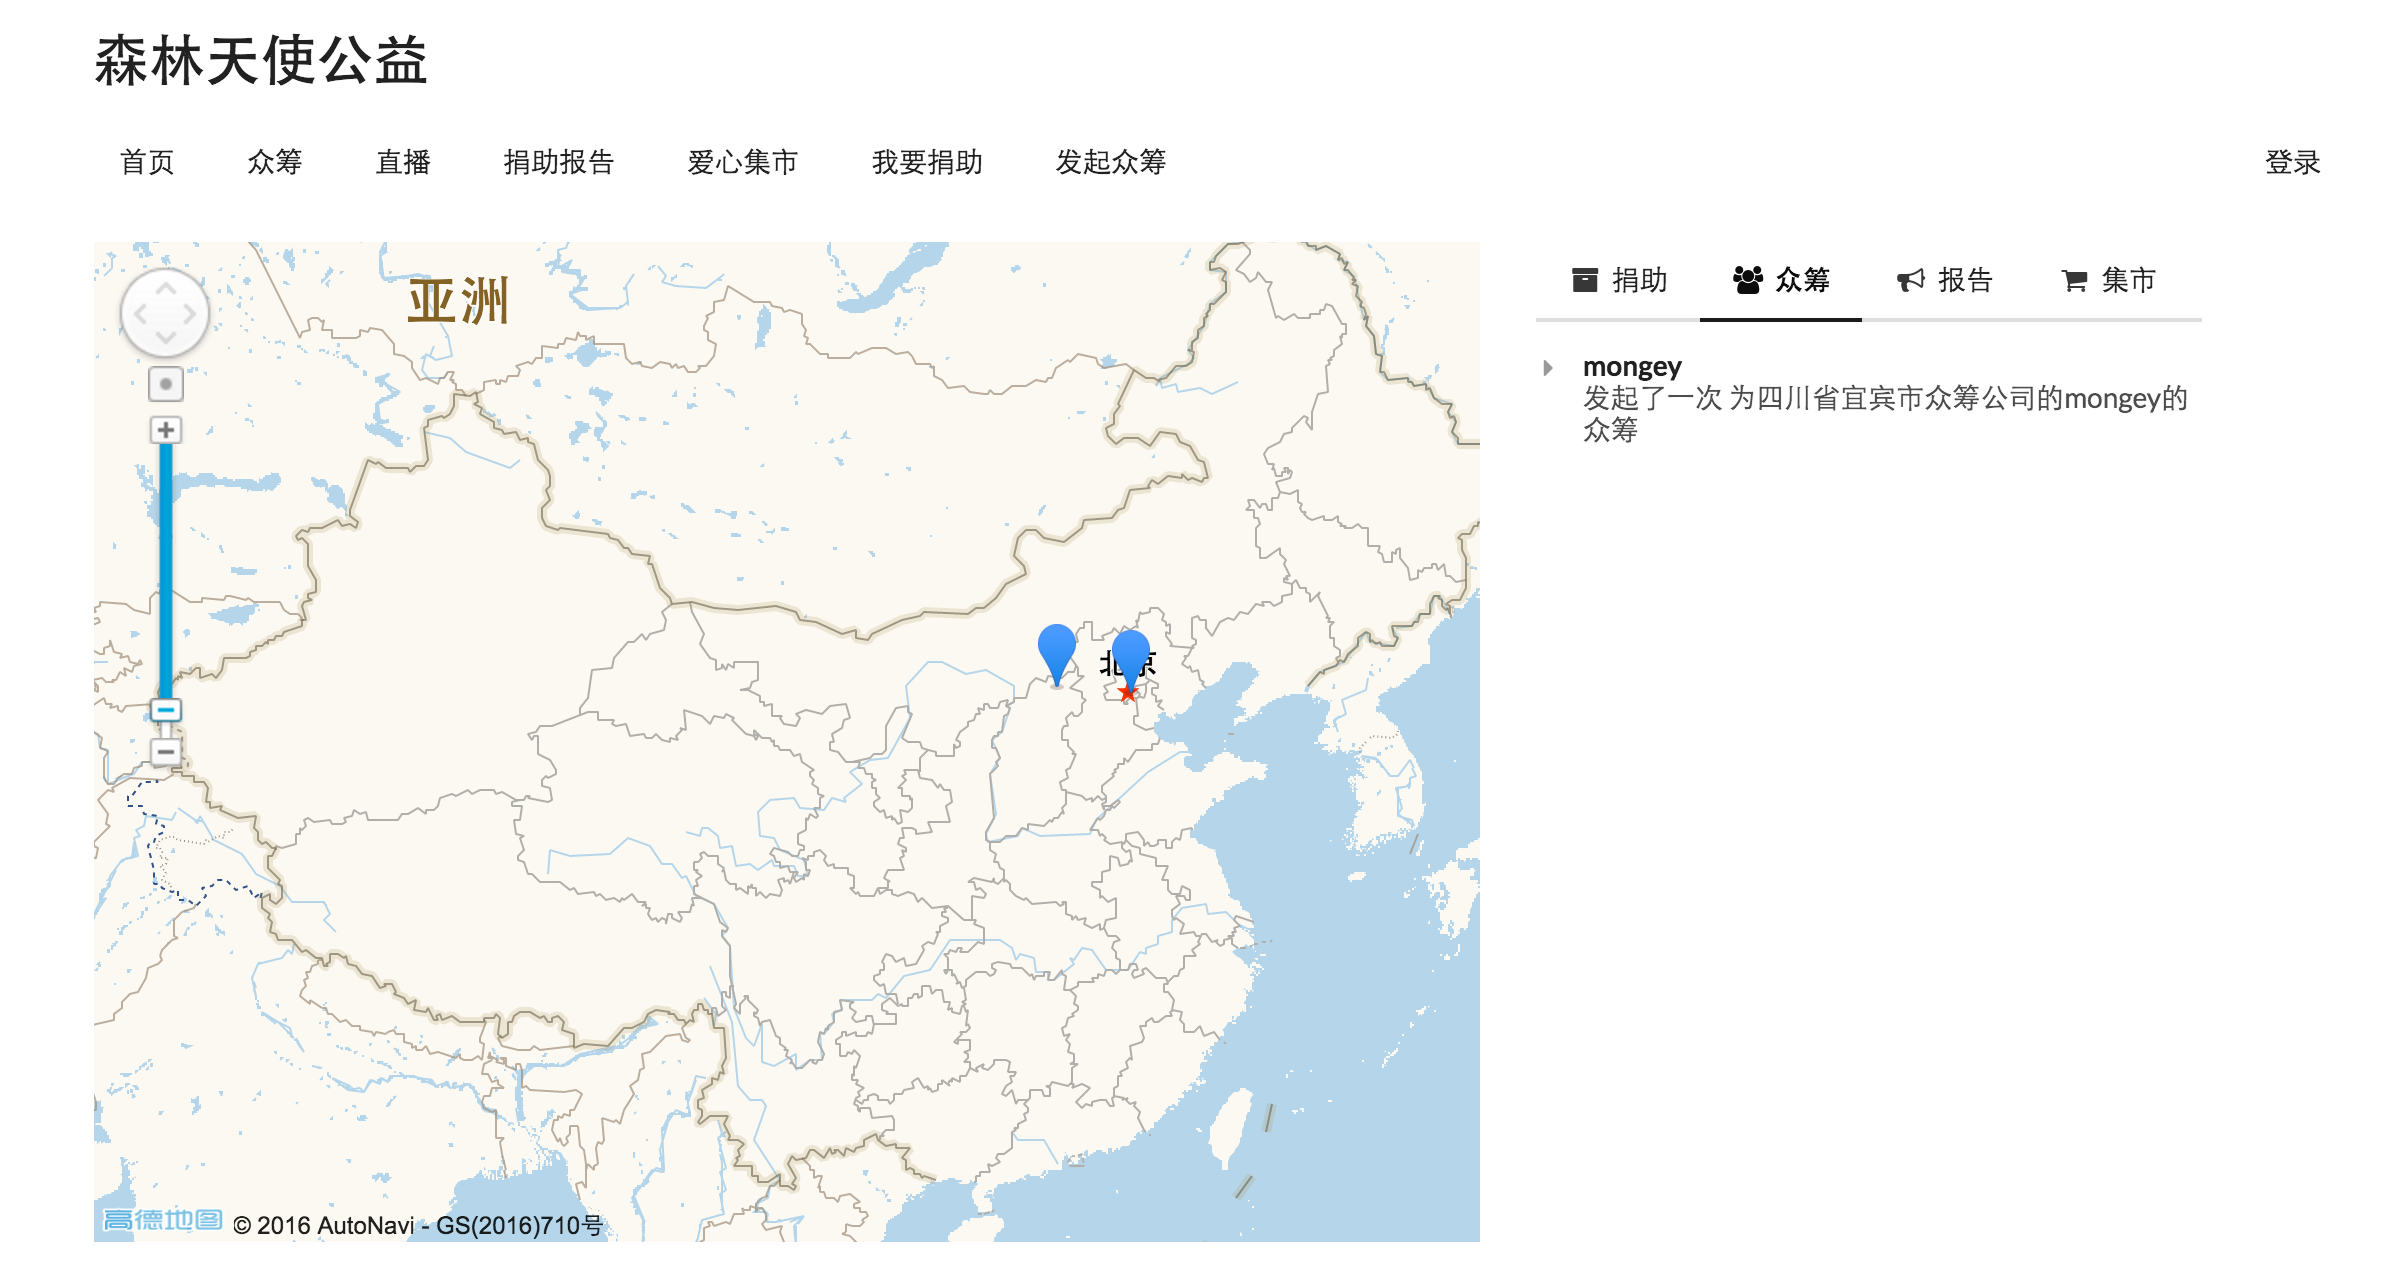 森林天使公益
首页 众筹 直播 捐助报告 爱心集市 我要捐助 发起众筹 登录
亚洲
北京
高德地图 © 2016 AutoNavi - GS(2016)710号
捐助 众筹 报告 集市
mongey
发起了一次 为四川省宜宾市众筹公司的mongey的
众筹